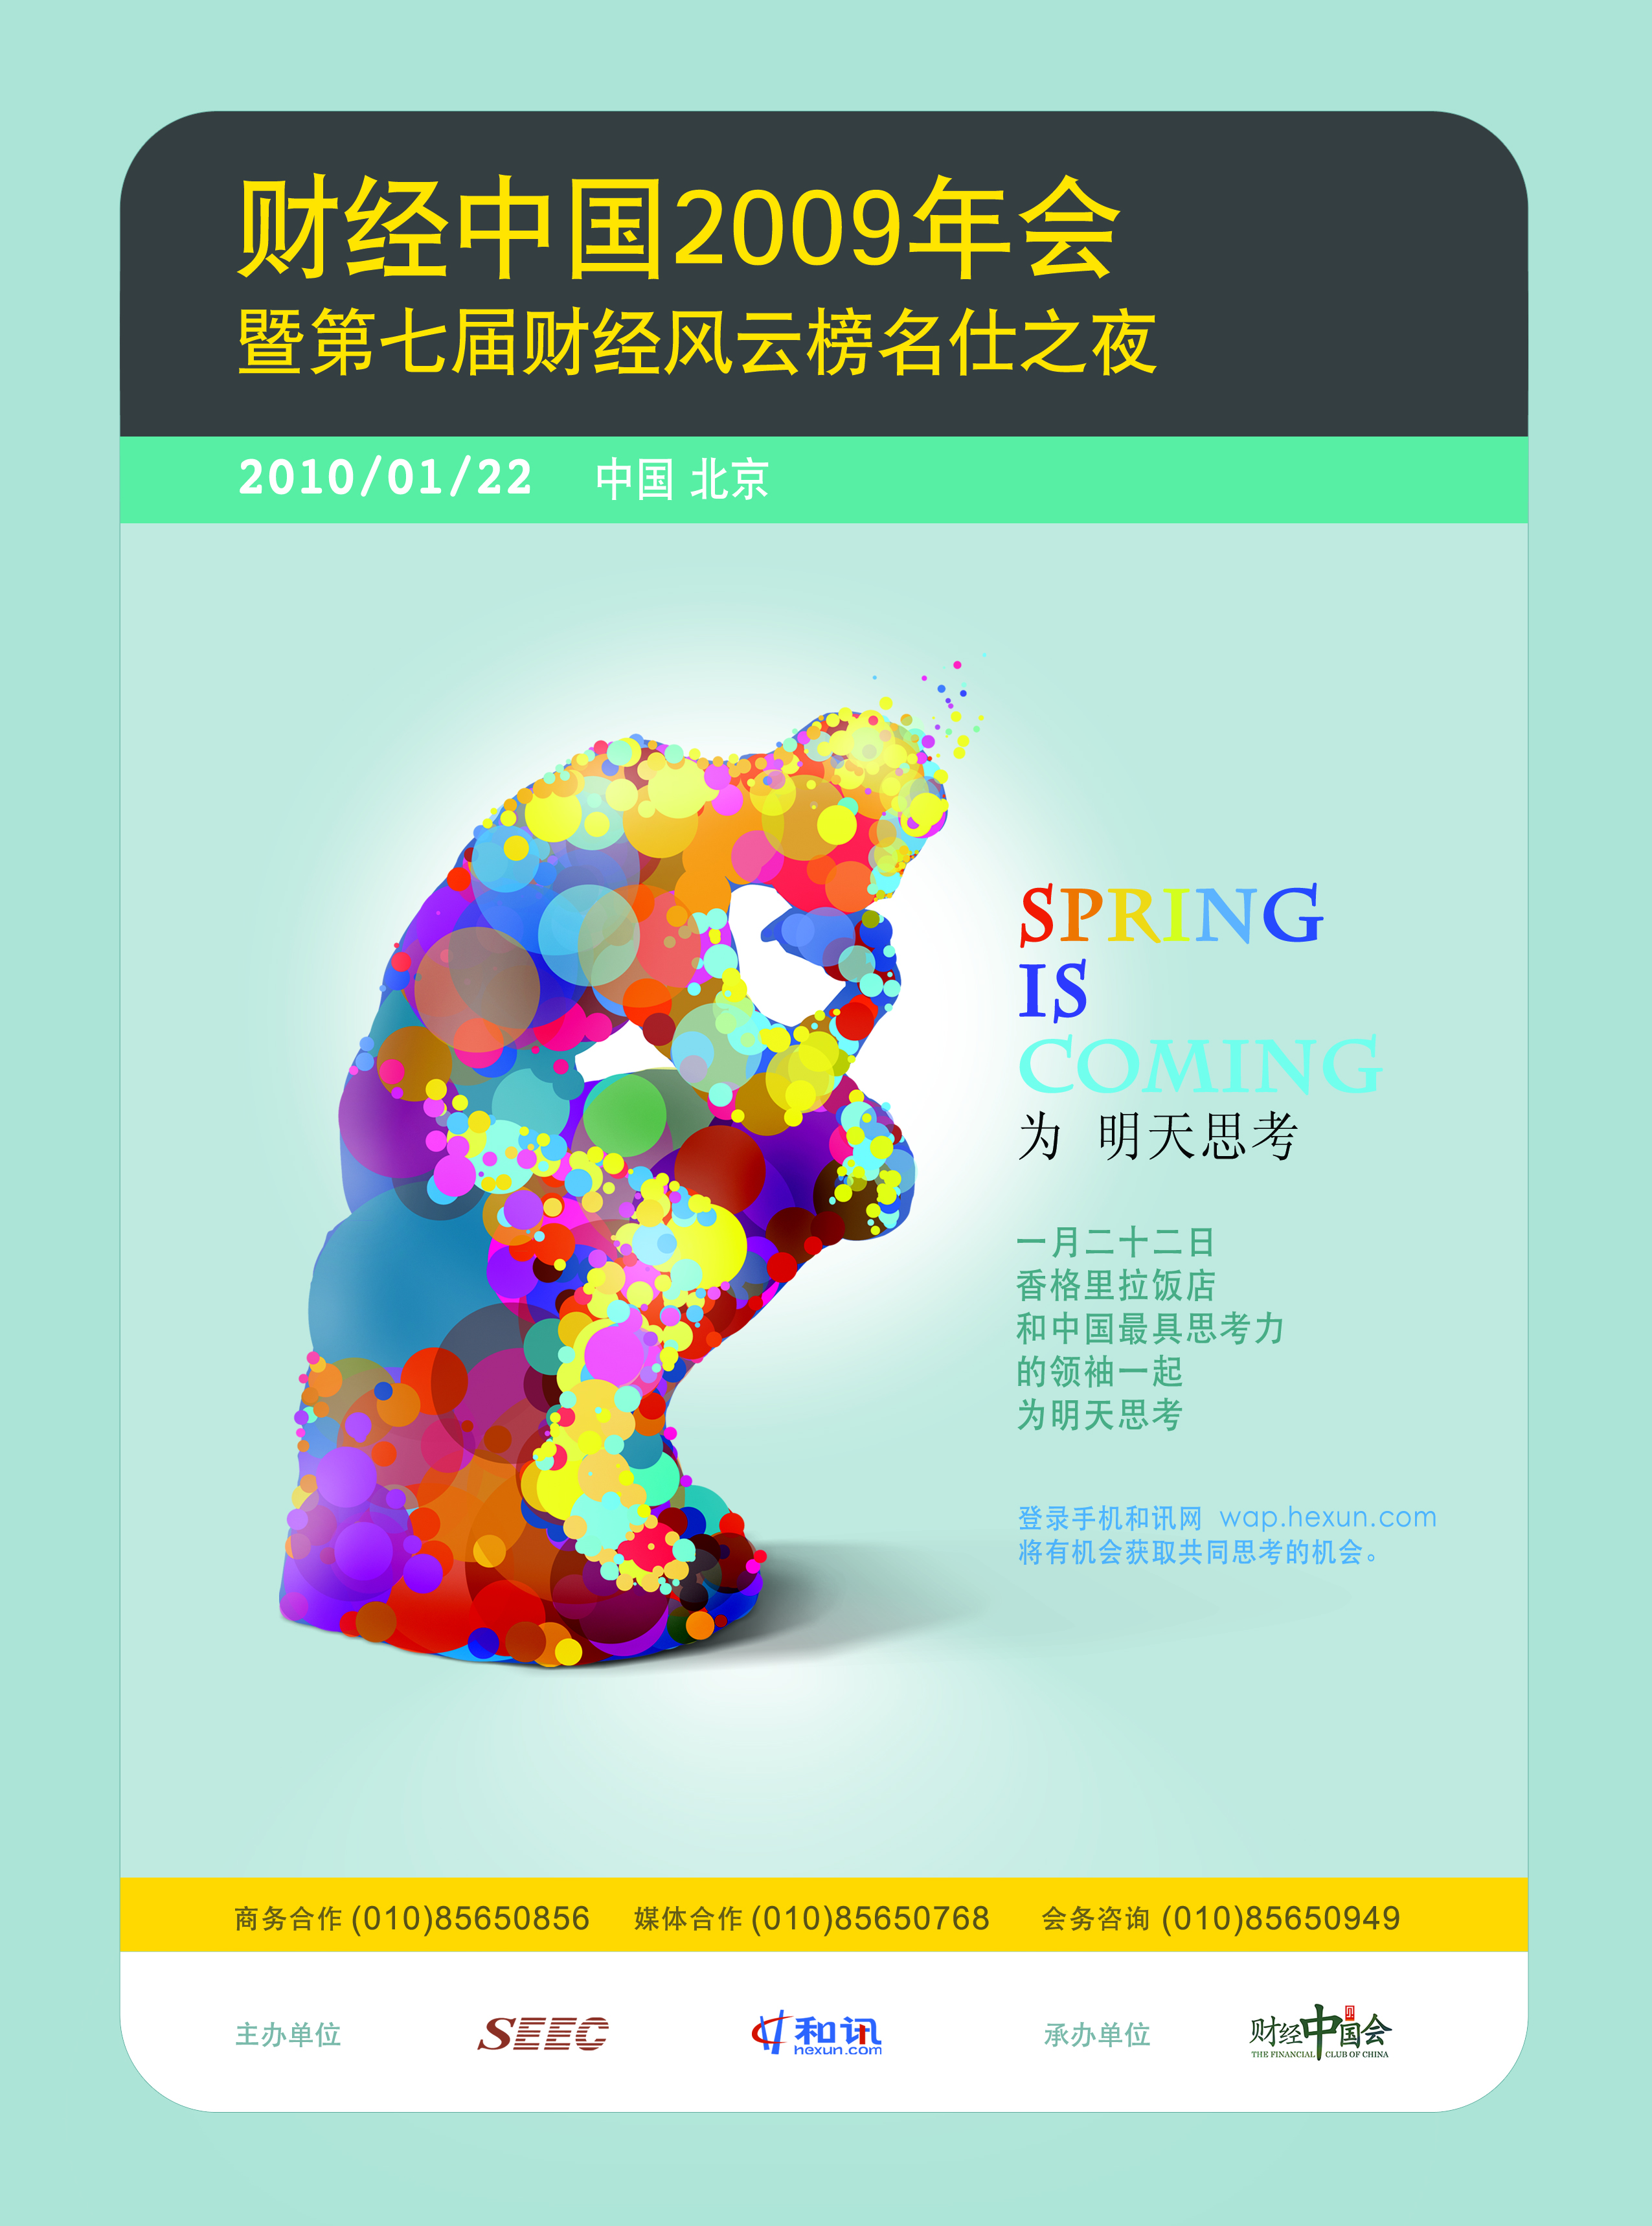 财经中国2009年会
暨第七届财经风云榜名仕之夜
2010/01/22 中国 北京
SPRING
IS
COMING
为 明天思考
一月二十二日
香格里拉饭店
和中国最具思考力
的领袖一起
为明天思考
登录手机和讯网 wap.hexun.com
将有机会获取共同思考的机会。
商务合作 (010)85650856 媒体合作 (010)85650768 会务咨询 (010)85650949
主办单位 SEEC 和讯 hexun.com 承办单位 财经中国会
THE FINANCIAL CLUB OF CHINA